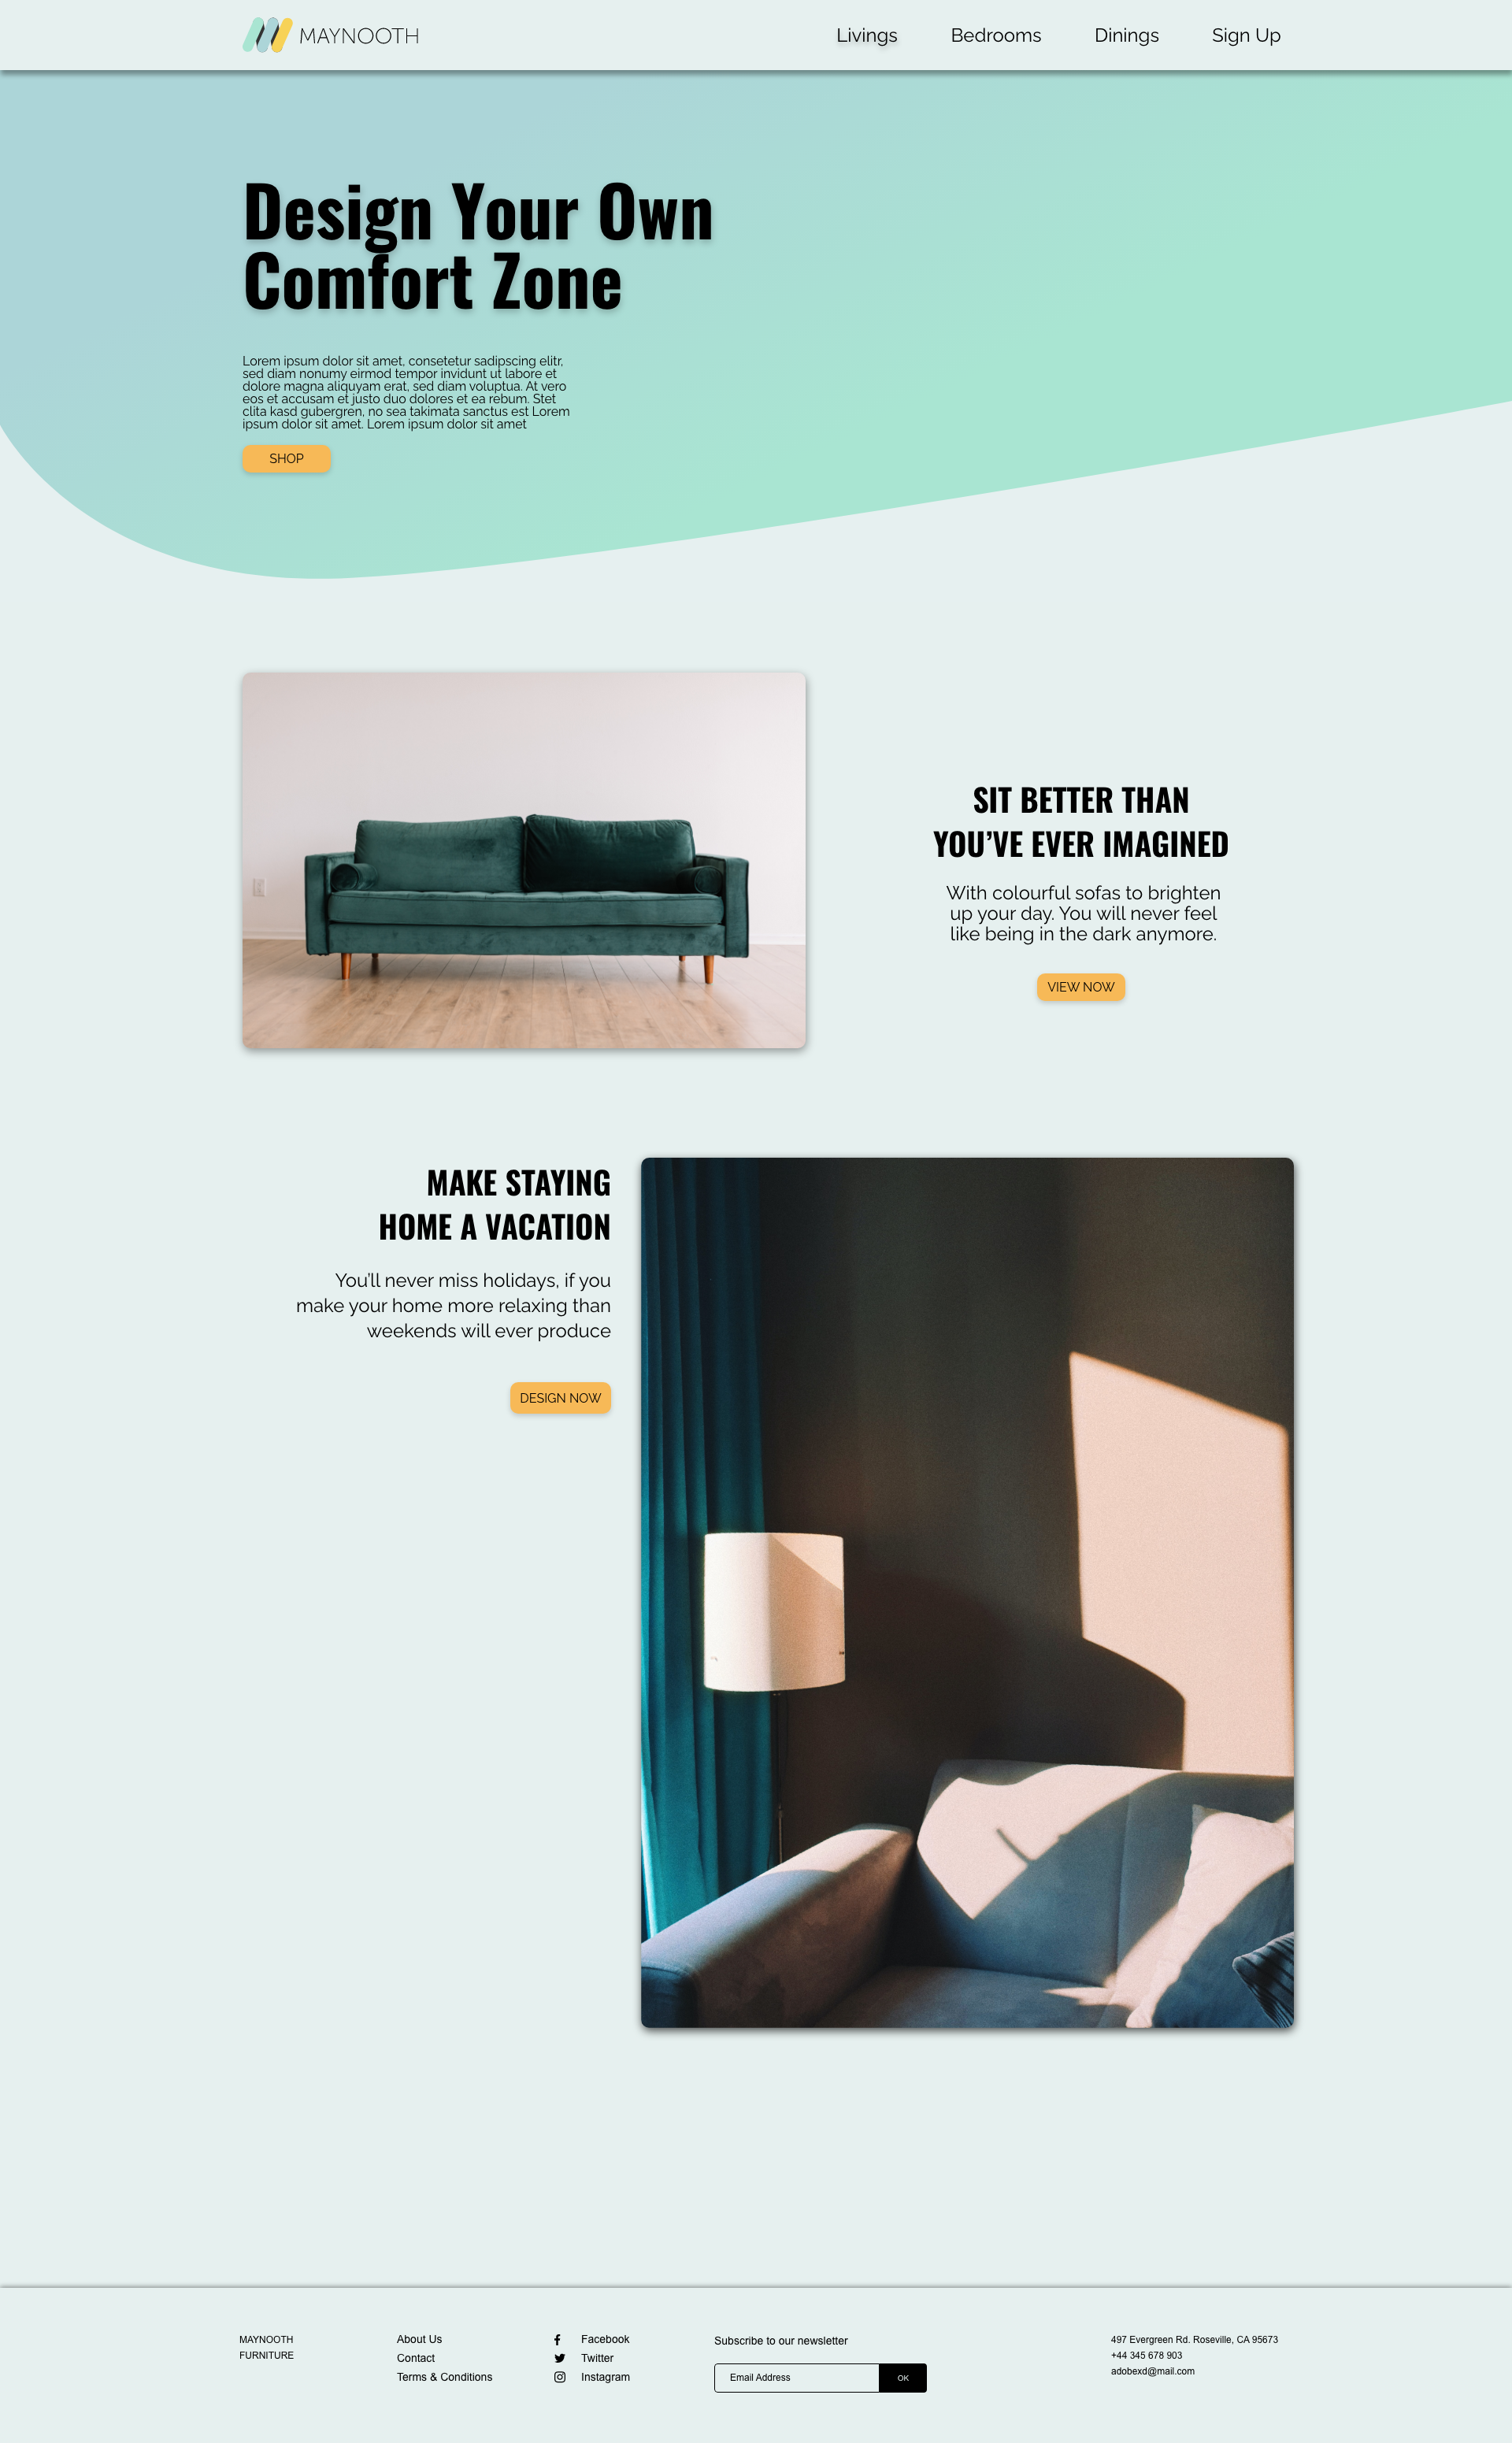 MAYNOOTH
Livings
Bedrooms
Dinings
Sign Up
Design Your Own
Comfort Zone
Lorem ipsum dolor sit amet, consetetur sadipscing elitr,
sed diam nonumy eirmod tempor invidunt ut labore et
dolore magna aliquyam erat, sed diam voluptua. At vero
eos et accusam et justo duo dolores et ea rebum. Stet
clita kasd gubergren, no sea takimata sanctus est Lorem
ipsum dolor sit amet. Lorem ipsum dolor sit amet
SHOP
SIT BETTER THAN
YOU’VE EVER IMAGINED
With colourful sofas to brighten
up your day. You will never feel
like being in the dark anymore.
VIEW NOW
MAKE STAYING
HOME A VACATION
You’ll never miss holidays, if you
make your home more relaxing than
weekends will ever produce
DESIGN NOW
MAYNOOTH
FURNITURE
About Us
Contact
Terms & Conditions
Facebook
Twitter
Instagram
Subscribe to our newsletter
Email Address
OK
497 Evergreen Rd. Roseville, CA 95673
+44 345 678 903
adobexd@mail.com